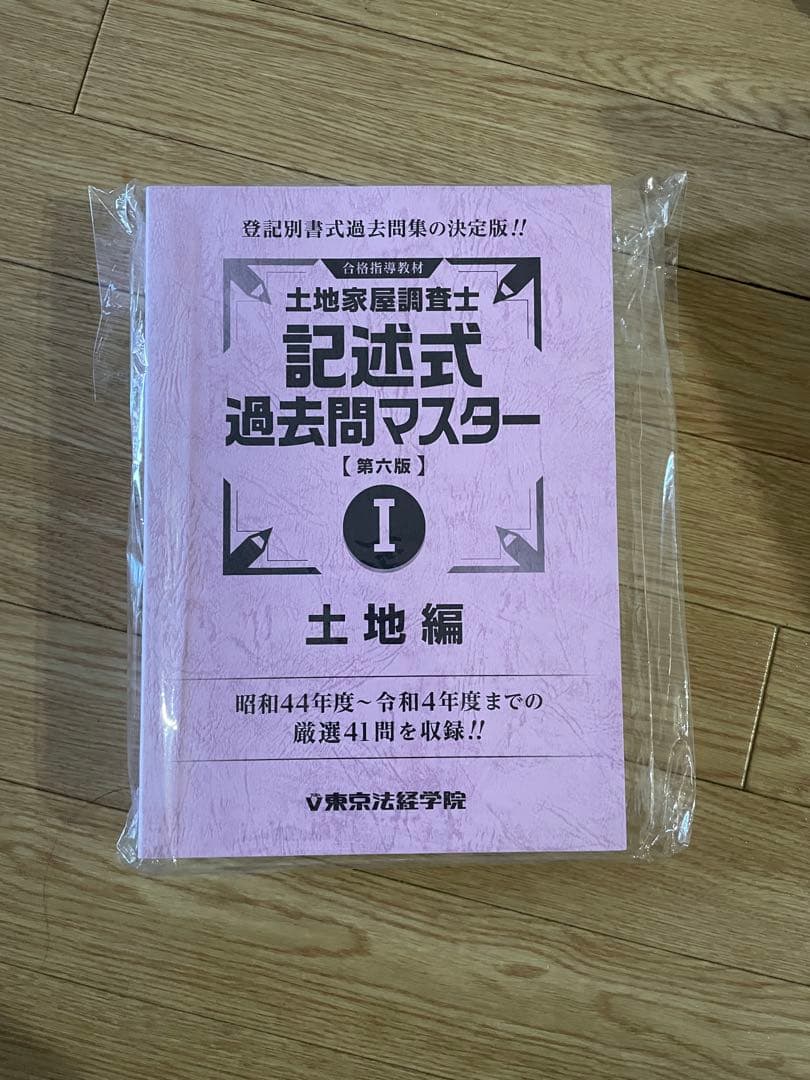 登記別書式過去問集の決定版!!
合格指導教材
土地家屋調査士
記述式
過去問マスター
【第六版】
I
土地編
昭和44年度～令和4年度までの
厳選41問を収録!!
東京法経学院